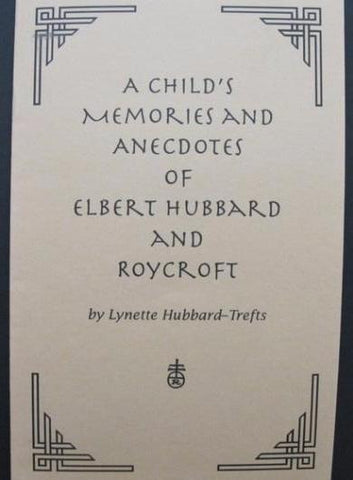 A CHILD'S
MEMORIES AND
ANECDOTES
OF
ELBERT HUBBARD
AND
ROYCROFT
by Lynette Hubbard-Trefts
R